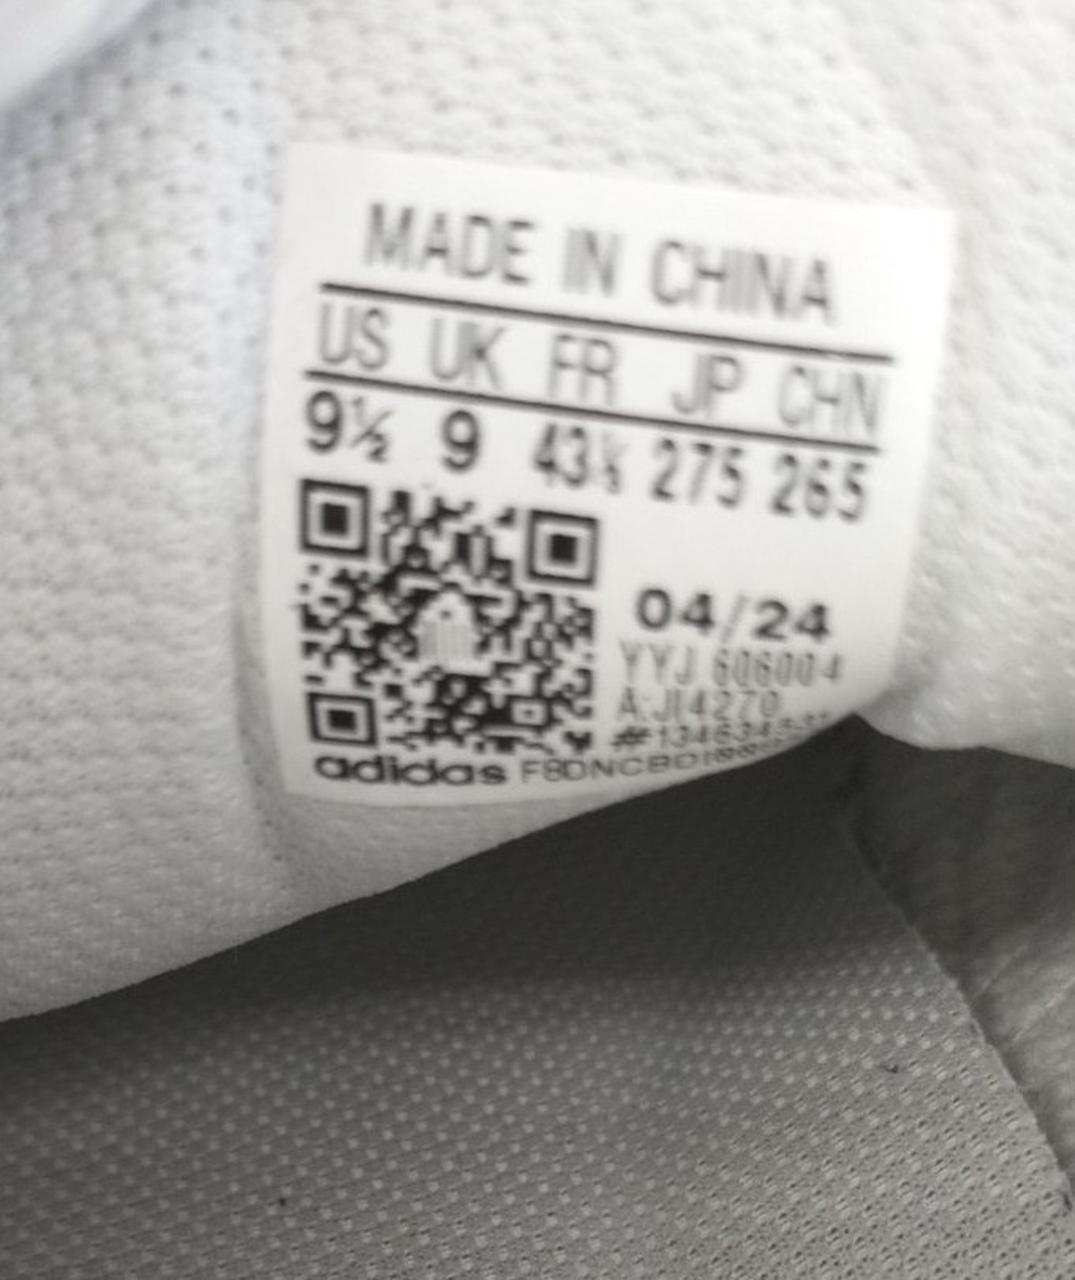 MADE IN CHINA
US UK FR JP CHN
9½ 9 43⅓ 275 265
04/24
YYJ 606004
A:JI4270
adidas